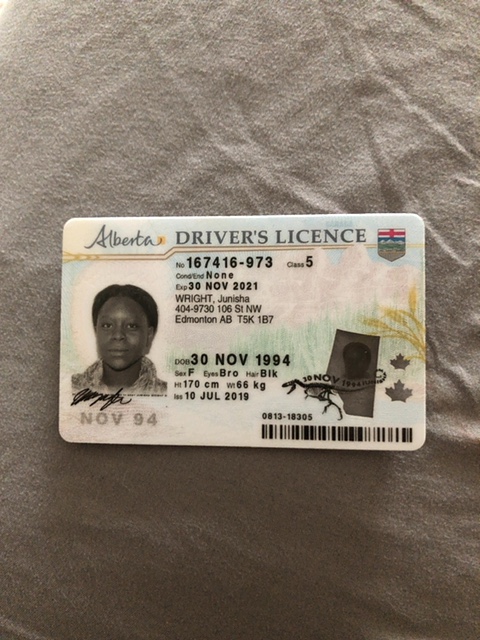 Alberta DRIVER'S LICENCE
No 167416-973 Class 5
Cond/End None
Exp 30 NOV 2021
WRIGHT, Junisha
404-9730 106 St NW
Edmonton AB T5K 1B7
DOB 30 NOV 1994
Sex F Eyes Bro Hair Blk
Ht 170 cm Wt 66 kg
Iss 10 JUL 2019
30 NOV 1994
NOV 94
0813-18305